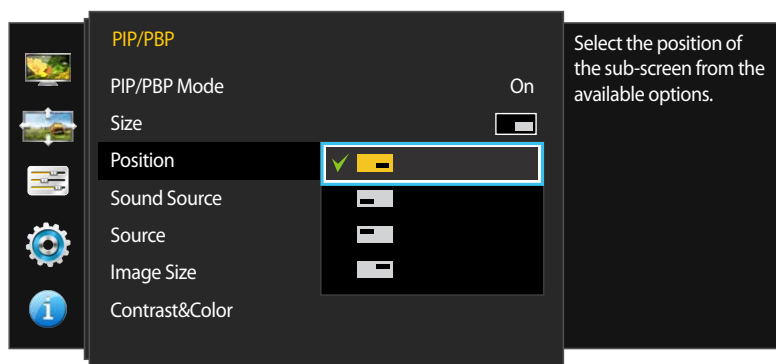 PIP/PBP
PIP/PBP Mode On
Size
Position
Sound Source
Source
Image Size
Contrast&Color
Select the position of
the sub-screen from the
available options.